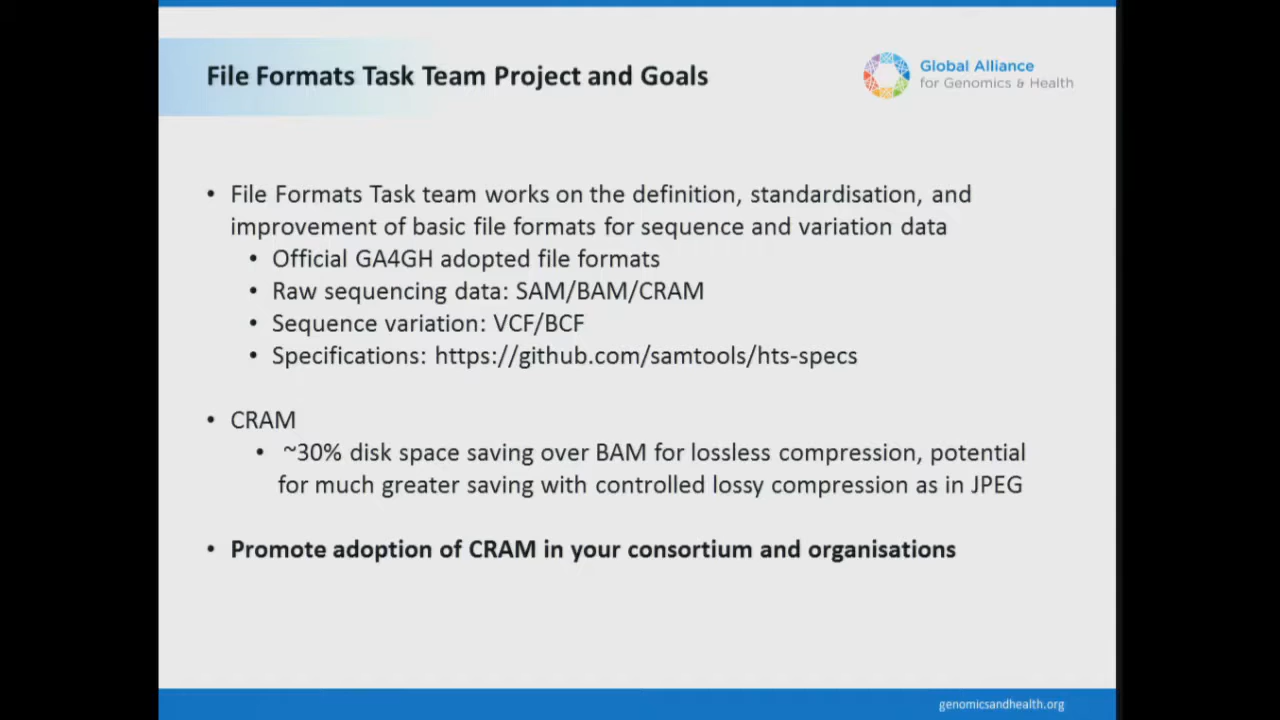 File Formats Task Team Project and Goals
Global Alliance
for Genomics & Health
• File Formats Task team works on the definition, standardisation, and
improvement of basic file formats for sequence and variation data
• Official GA4GH adopted file formats
• Raw sequencing data: SAM/BAM/CRAM
• Sequence variation: VCF/BCF
• Specifications: https://github.com/samtools/hts-specs
• CRAM
• ~30% disk space saving over BAM for lossless compression, potential
for much greater saving with controlled lossy compression as in JPEG
• Promote adoption of CRAM in your consortium and organisations
genomicsandhealth.org